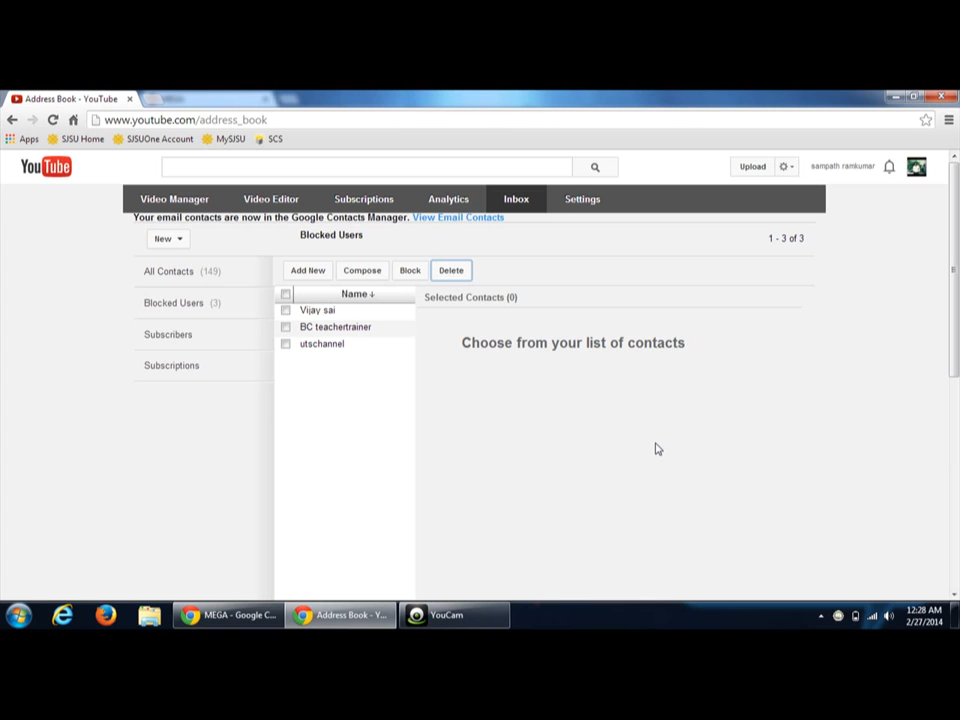 Address Book - YouTube
www.youtube.com/address_book
Apps SJSU Home SJSUOne Account MySJSU SCS
YouTube
Upload sampath ramkumar
Video Manager Video Editor Subscriptions Analytics Inbox Settings
Your email contacts are now in the Google Contacts Manager. View Email Contacts
New
Blocked Users
1 - 3 of 3
All Contacts (149)
Blocked Users (3)
Subscribers
Subscriptions
Add New Compose Block Delete
Name
Vijay sai
BC teachertrainer
utschannel
Selected Contacts (0)
Choose from your list of contacts
MEGA - Google C... Address Book - Y... YouCam
12:28 AM
2/27/2014